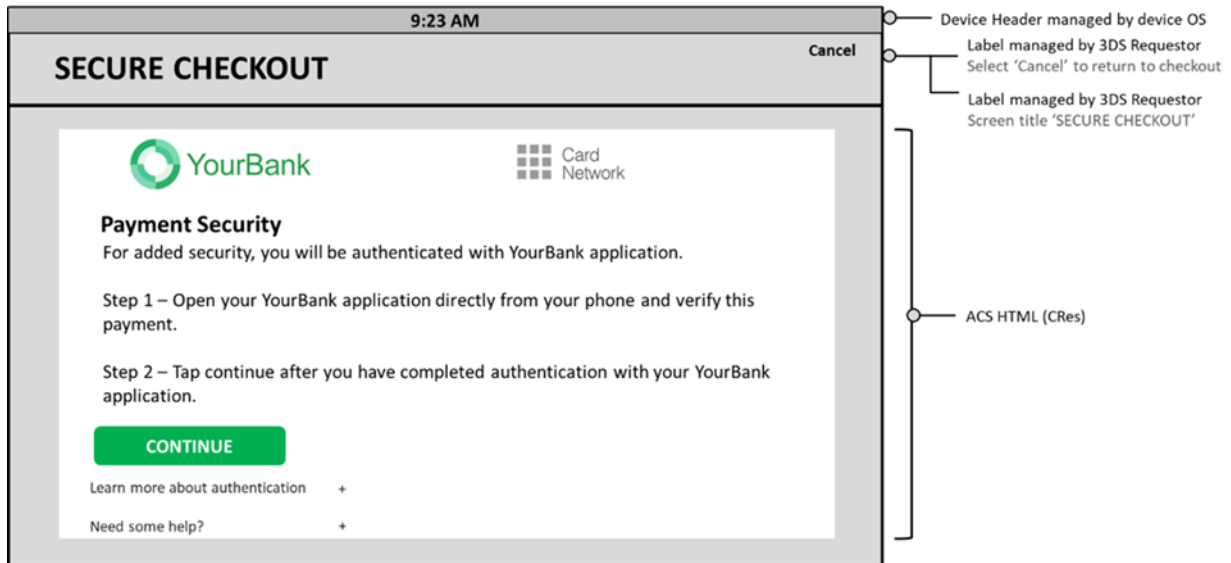 9:23 AM
Device Header managed by device OS
SECURE CHECKOUT
Cancel
Label managed by 3DS Requestor
Select ‘Cancel’ to return to checkout
Label managed by 3DS Requestor
Screen title ‘SECURE CHECKOUT’
YourBank
Card
Network
Payment Security
For added security, you will be authenticated with YourBank application.
Step 1 – Open your YourBank application directly from your phone and verify this
payment.
Step 2 – Tap continue after you have completed authentication with your YourBank
application.
CONTINUE
Learn more about authentication +
Need some help? +
ACS HTML (CRes)